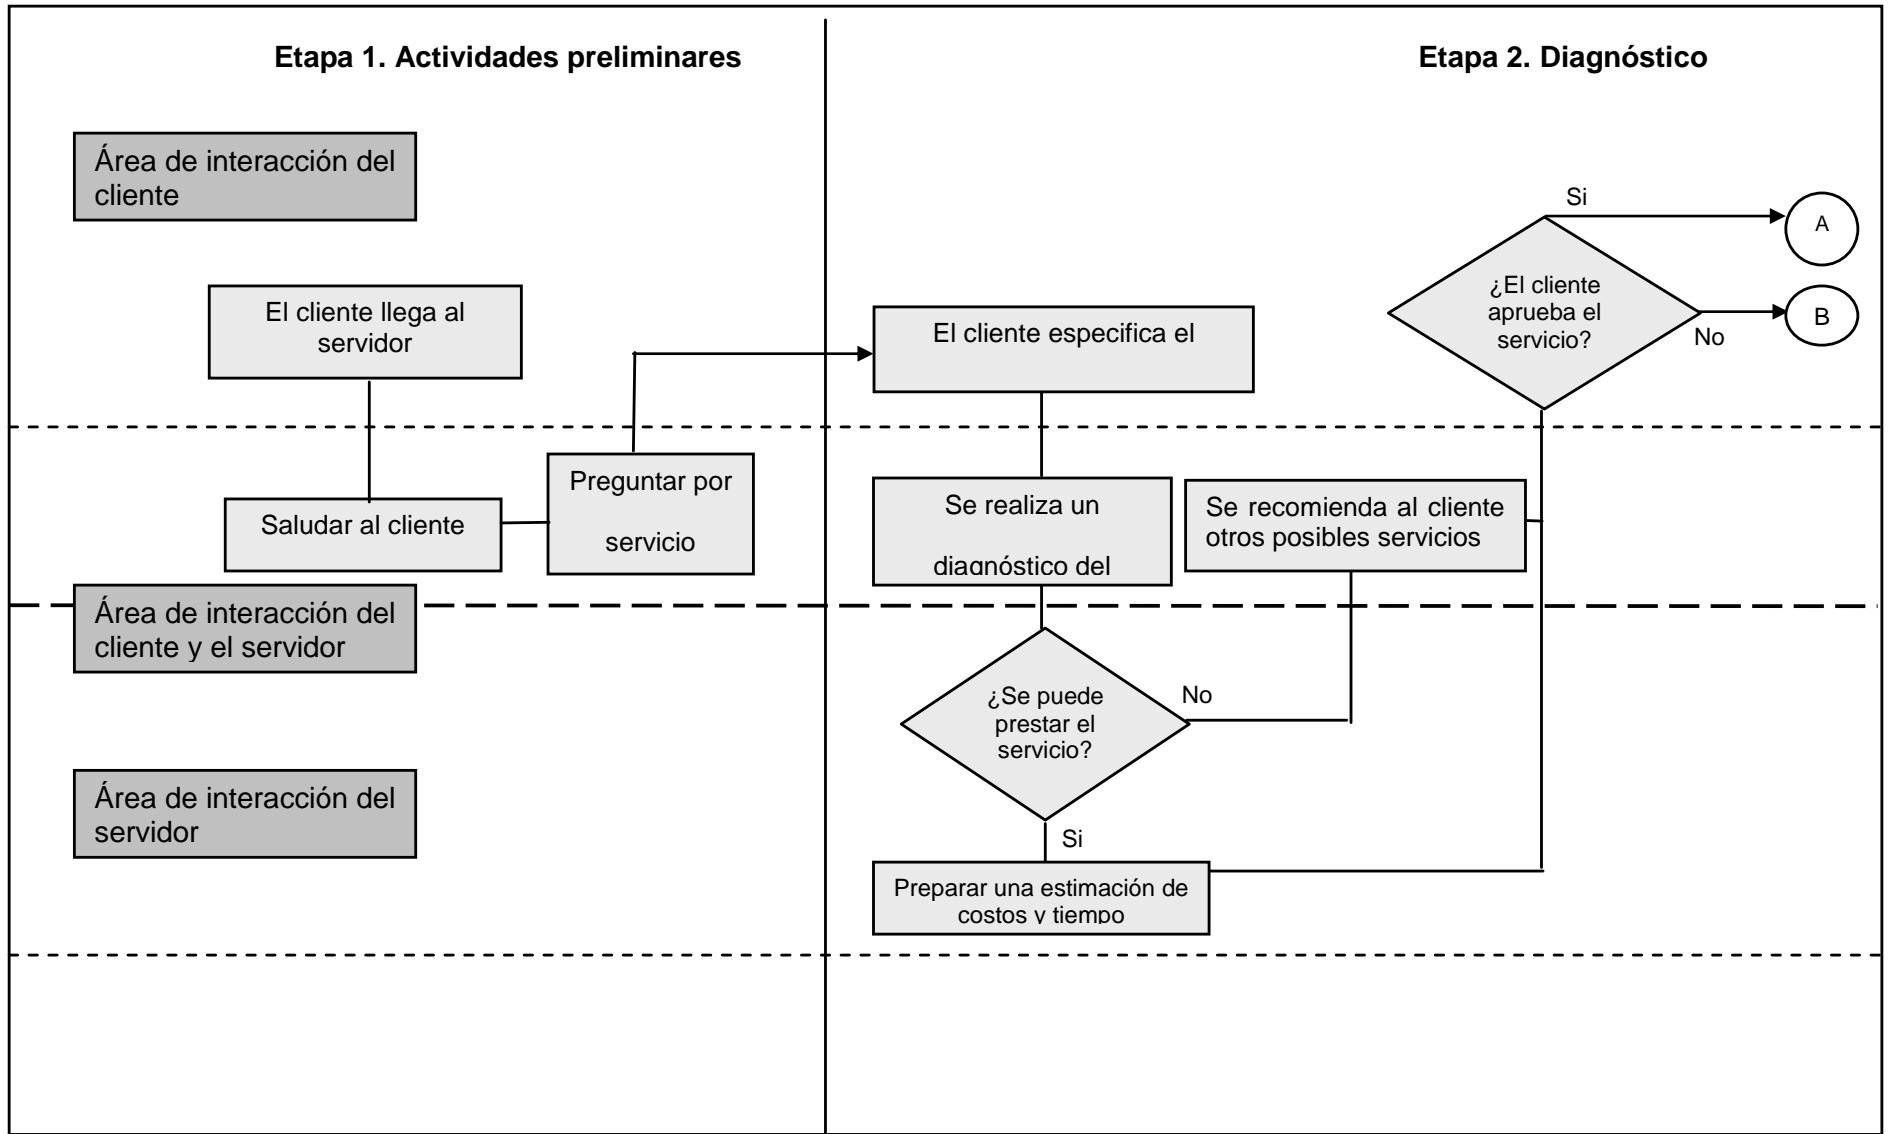 Etapa 1. Actividades preliminares
Etapa 2. Diagnóstico
Área de interacción del
cliente
Si
A
¿El cliente
aprueba el
servicio?
B
No
El cliente llega al
servidor
El cliente especifica el
Preguntar por
servicio
Saludar al cliente
Se realiza un
diagnóstico del
Se recomienda al cliente
otros posibles servicios
Área de interacción del
cliente y el servidor
¿Se puede
prestar el
servicio?
No
Si
Área de interacción del
servidor
Preparar una estimación de
costos y tiempo